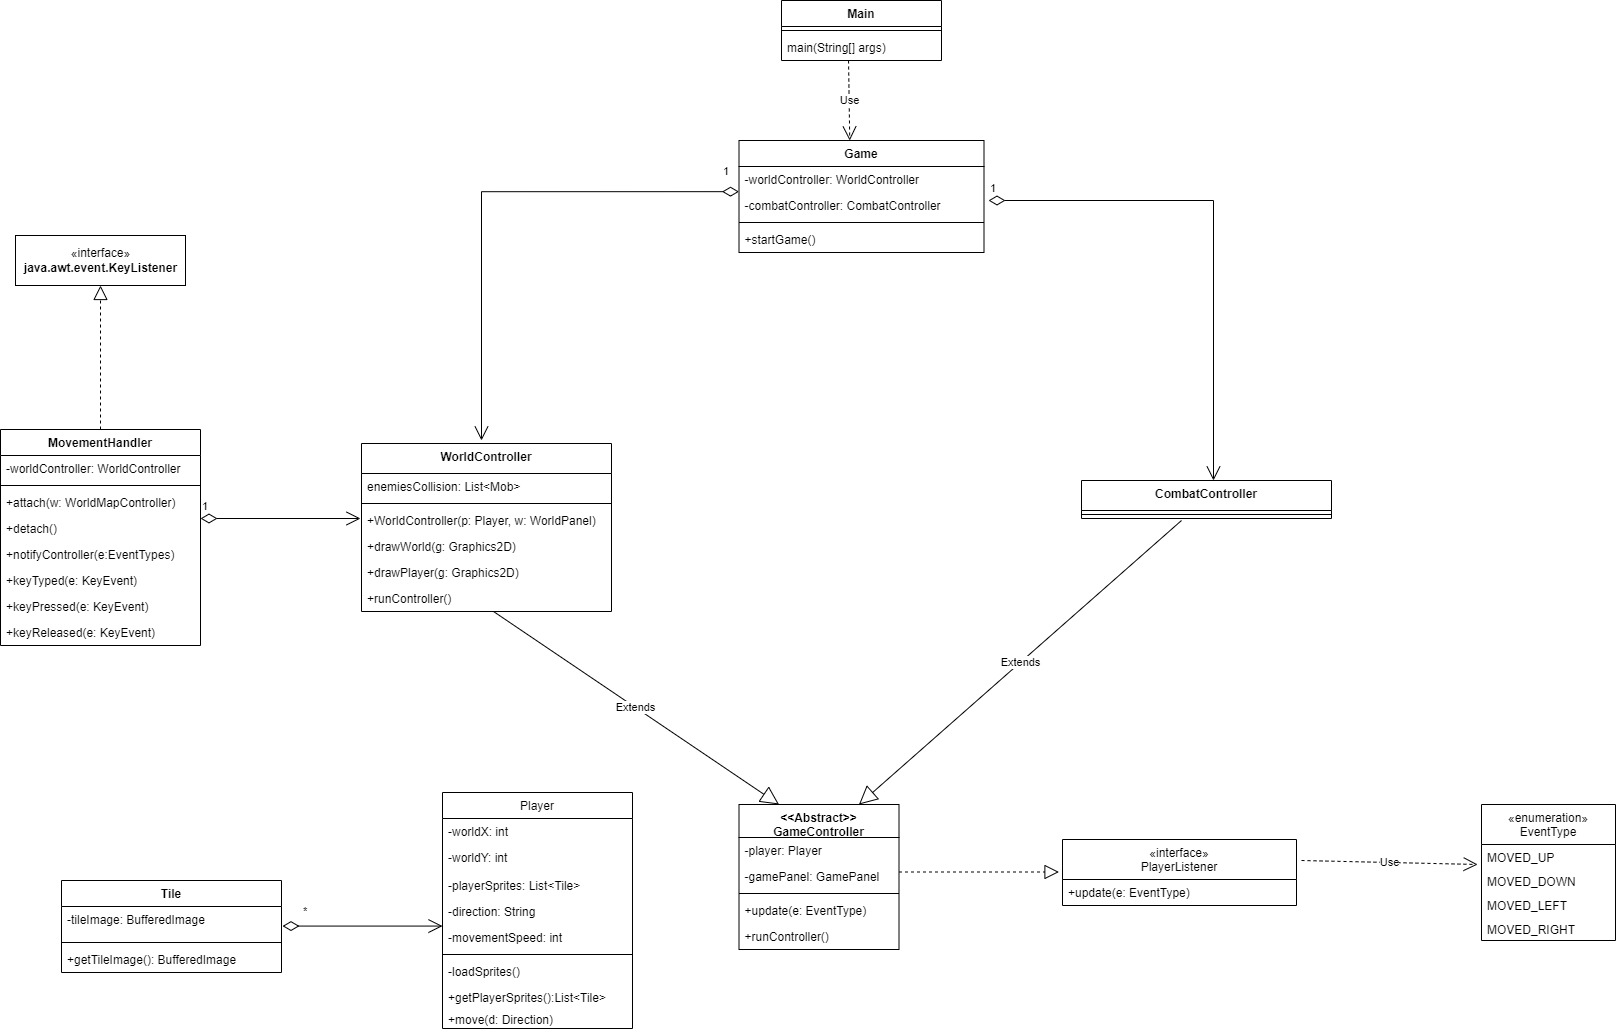 Main
main(String[] args)
Use
Game
-worldController: WorldController
-combatController: CombatController
+startGame()
1
1
«interface»
java.awt.event.KeyListener
MovementHandler
-worldController: WorldController
+attach(w: WorldMapController)
+detach()
+notifyController(e:EventTypes)
+keyTyped(e: KeyEvent)
+keyPressed(e: KeyEvent)
+keyReleased(e: KeyEvent)
1
WorldController
enemiesCollision: List<Mob>
+WorldController(p: Player, w: WorldPanel)
+drawWorld(g: Graphics2D)
+drawPlayer(g: Graphics2D)
+runController()
CombatController
Extends
Extends
Tile
-tileImage: BufferedImage
+getTileImage(): BufferedImage
*
Player
-worldX: int
-worldY: int
-playerSprites: List<Tile>
-direction: String
-movementSpeed: int
-loadSprites()
+getPlayerSprites():List<Tile>
+move(d: Direction)
<<Abstract>>
GameController
-player: Player
-gamePanel: GamePanel
+update(e: EventType)
+runController()
«interface»
PlayerListener
+update(e: EventType)
Use
«enumeration»
EventType
MOVED_UP
MOVED_DOWN
MOVED_LEFT
MOVED_RIGHT